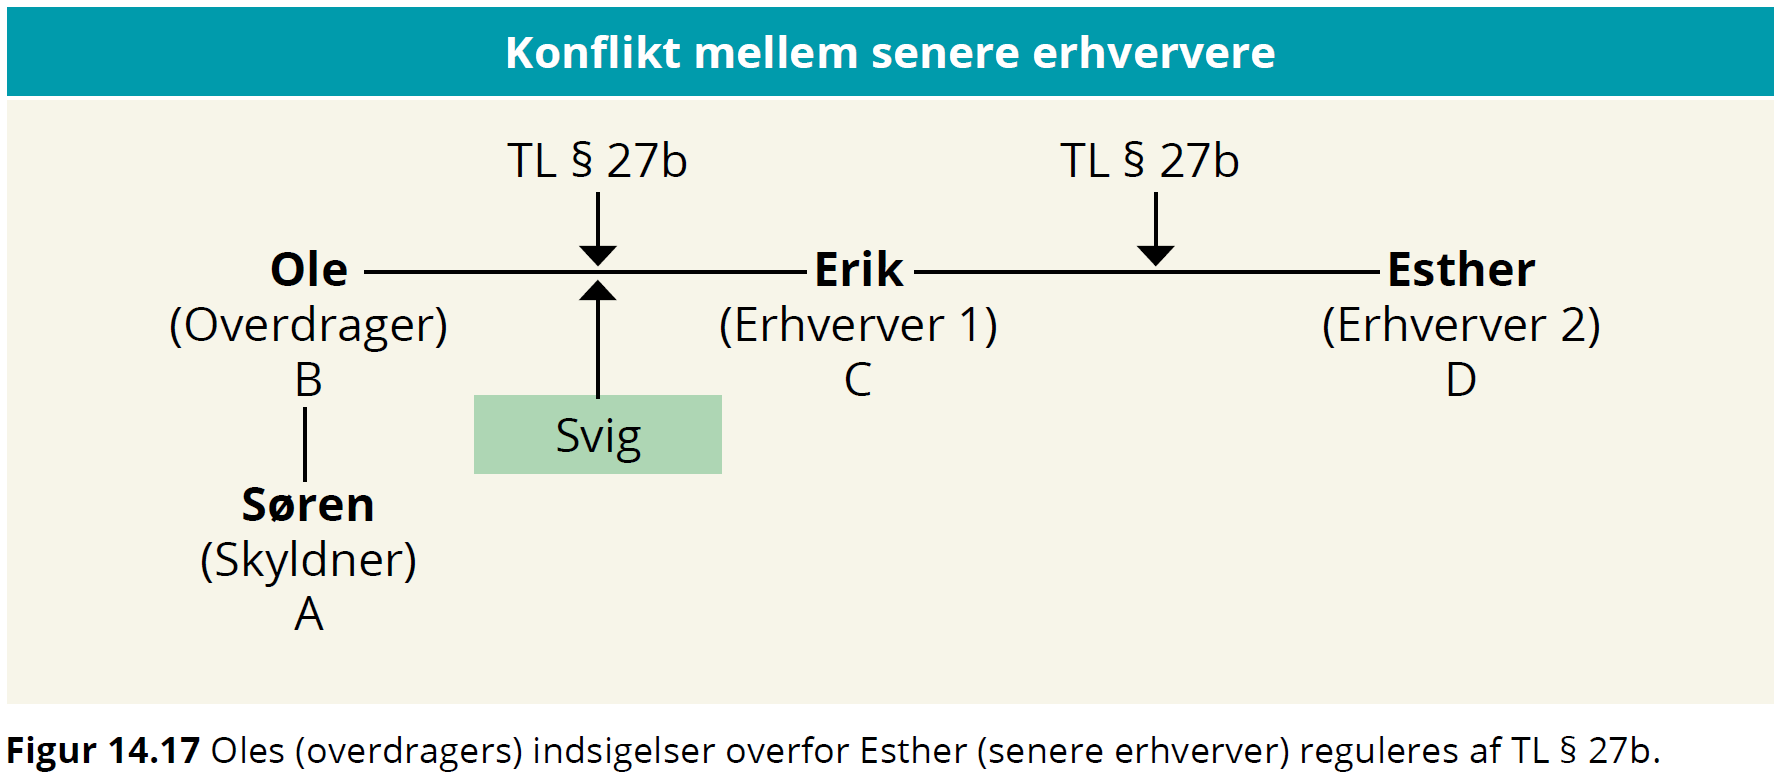 Konflikt mellem senere erhververe
TL § 27b TL § 27b
Ole Erik Esther
(Overdrager) (Erhverver 1) (Erhverver 2)
B C D
Svig
Søren
(Skyldner)
A
Figur 14.17 Oles (overdragers) indsigelser overfor Esther (senere erhverver) reguleres af TL § 27b.